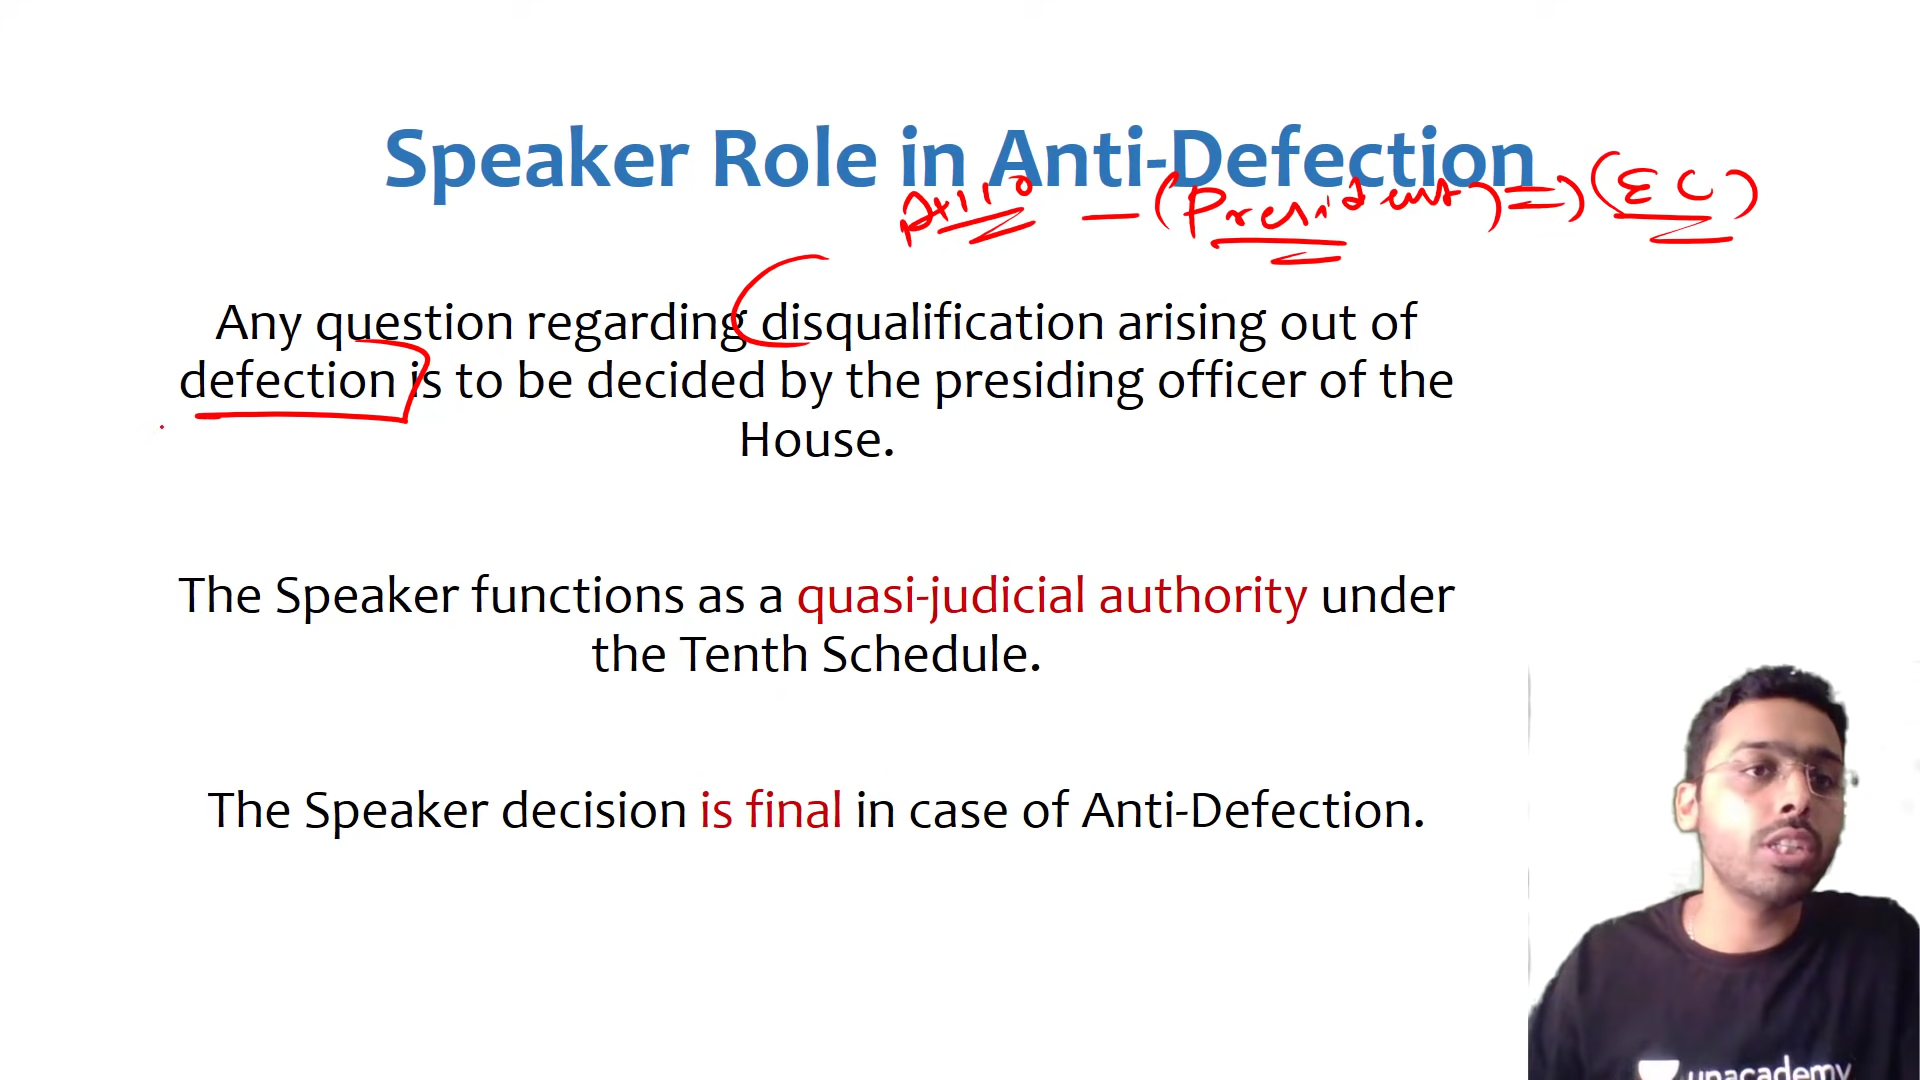 Speaker Role in Anti-Defection
(President) => (EC)
Any question regarding disqualification arising out of
defection is to be decided by the presiding officer of the
House.
The Speaker functions as a quasi-judicial authority under
the Tenth Schedule.
The Speaker decision is final in case of Anti-Defection.
unacademy